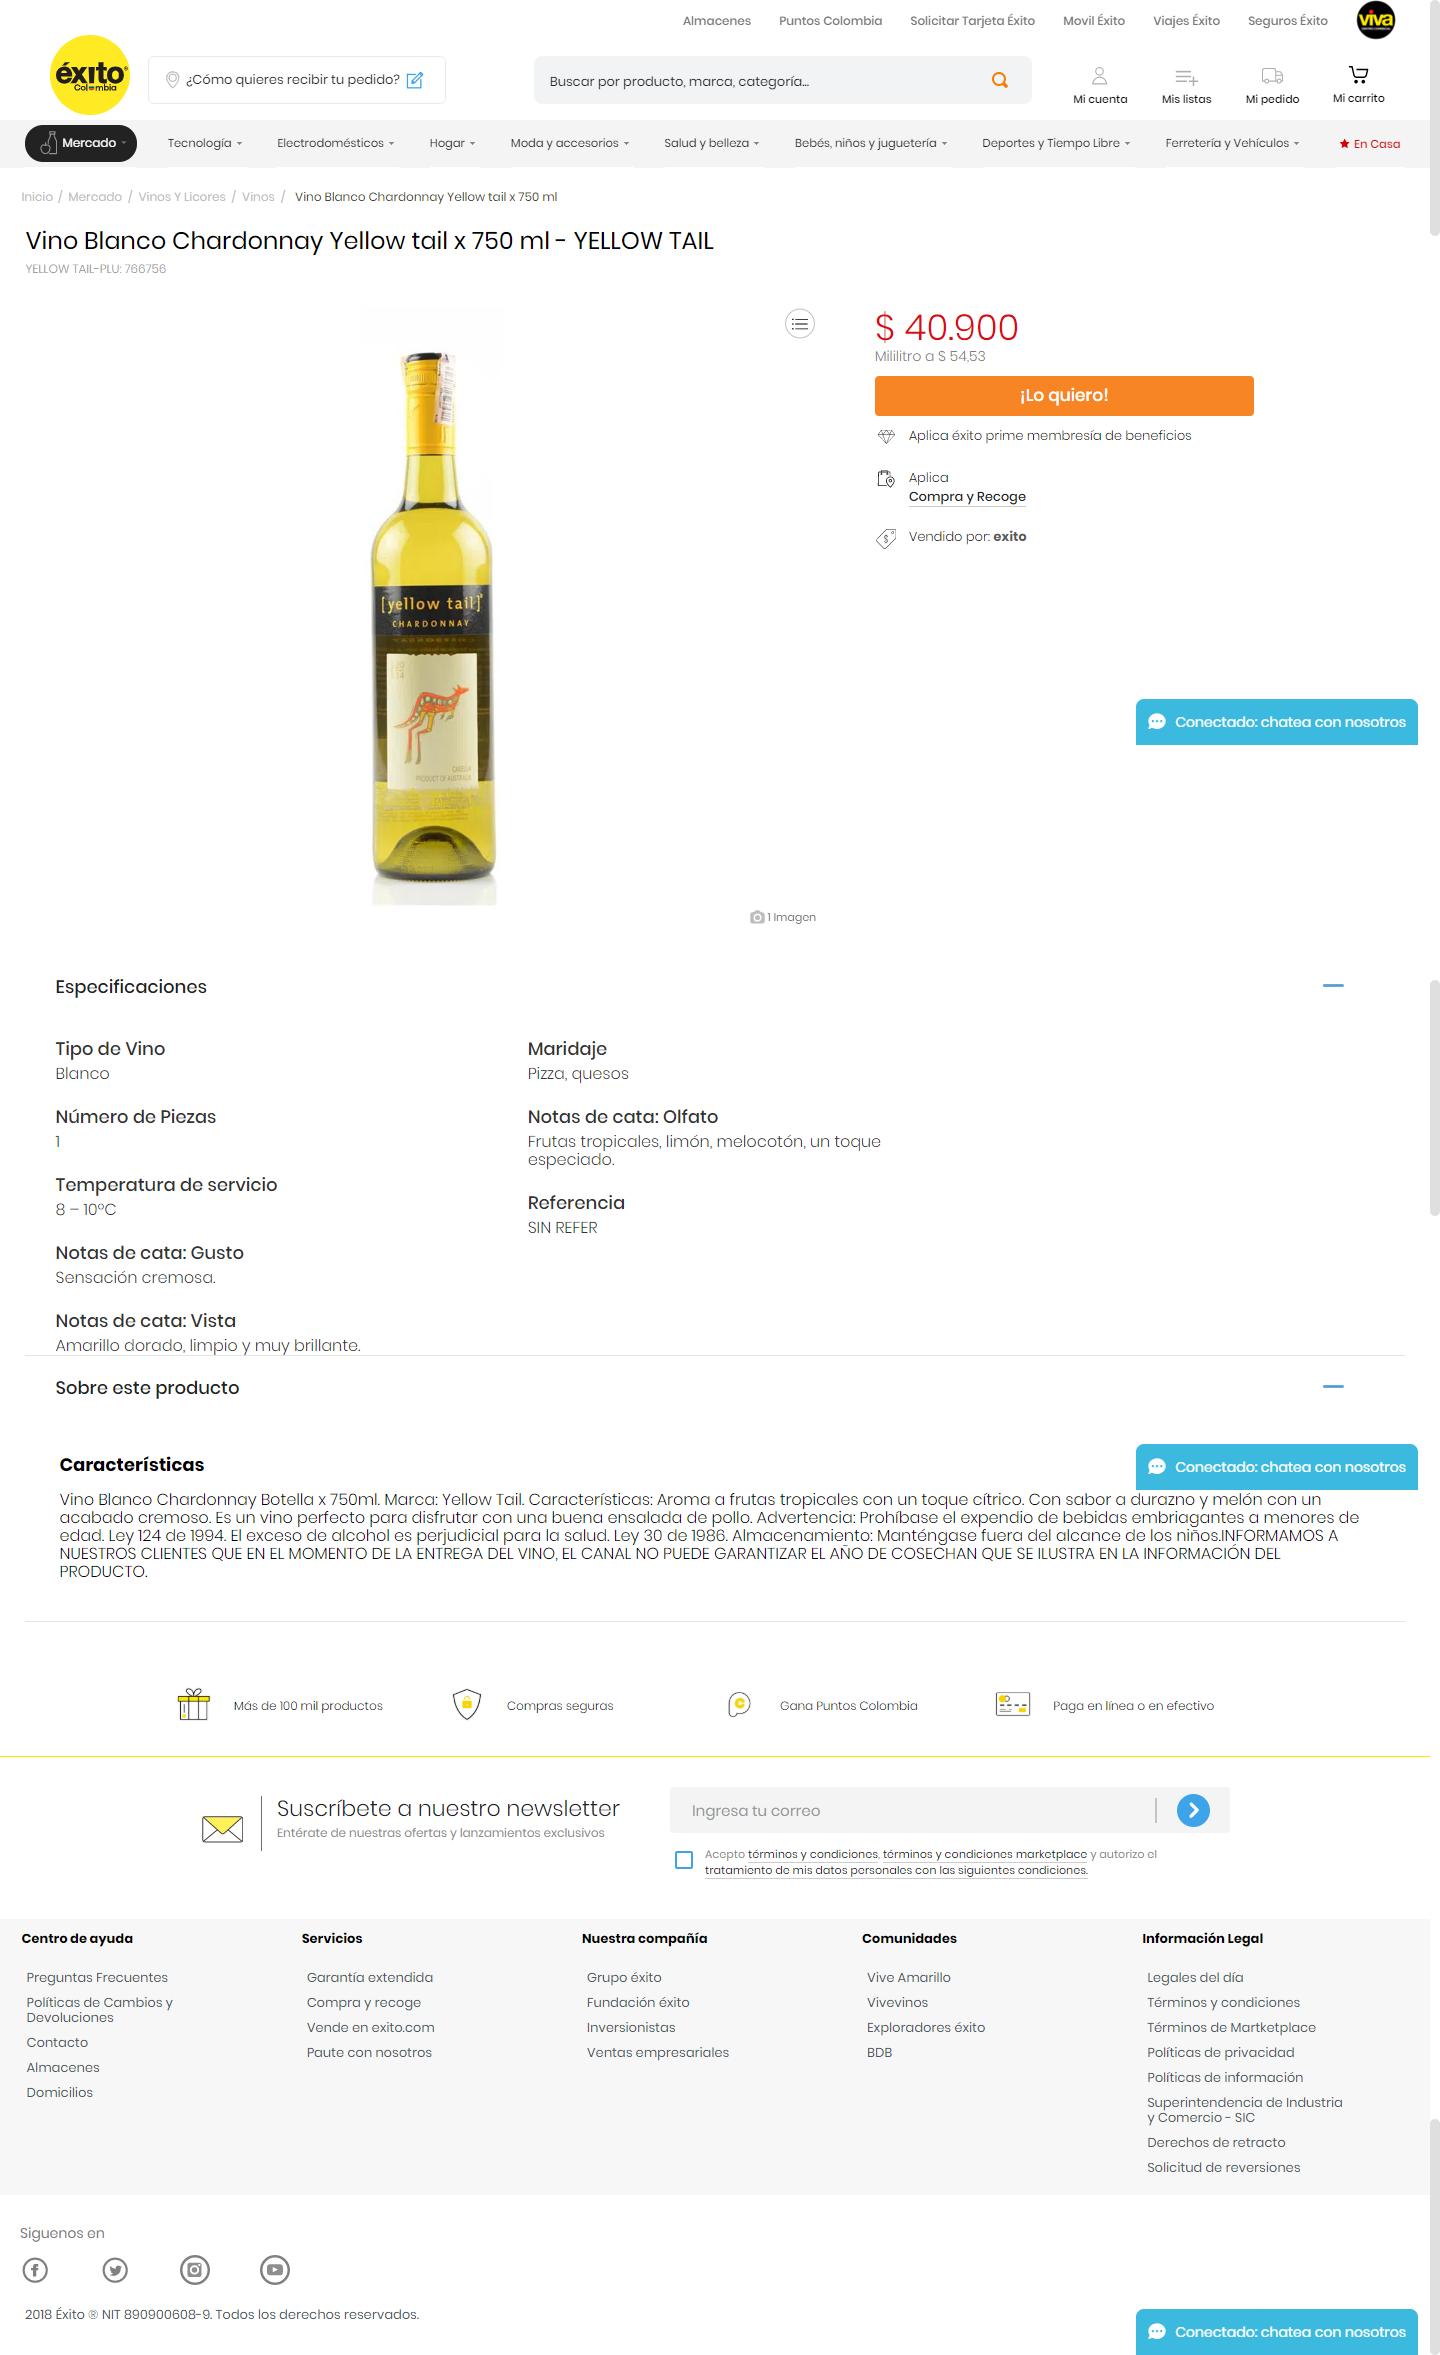 Almacenes Puntos Colombia Solicitar Tarjeta Éxito Movil Éxito Viajes Éxito Seguros Éxito viva
éxito
Colombia
¿Cómo quieres recibir tu pedido?
Buscar por producto, marca, categoría...
Mi cuenta Mis listas Mi pedido Mi carrito
Mercado Tecnología Electrodomésticos Hogar Moda y accesorios Salud y belleza Bebés, niños y juguetería Deportes y Tiempo Libre Ferretería y Vehículos En Casa
Inicio / Mercado / Vinos Y Licores / Vinos / Vino Blanco Chardonnay Yellow tail x 750 ml
Vino Blanco Chardonnay Yellow tail x 750 ml - YELLOW TAIL
YELLOW TAIL-PLU: 766756
$ 40.900
Mililitro a $ 54,53
¡Lo quiero!
Aplica éxito prime membresía de beneficios
Aplica
Compra y Recoge
Vendido por: exito
[yellow tail]
CHARDONNAY
PRODUCT OF AUSTRALIA
Conectado: chatea con nosotros
1 Imagen
Especificaciones
Tipo de Vino
Blanco
Número de Piezas
1
Temperatura de servicio
8 – 10°C
Notas de cata: Gusto
Sensación cremosa.
Notas de cata: Vista
Amarillo dorado, limpio y muy brillante.
Maridaje
Pizza, quesos
Notas de cata: Olfato
Frutas tropicales, limón, melocotón, un toque
especiado.
Referencia
SIN REFER
Sobre este producto
Características
Conectado: chatea con nosotros
Vino Blanco Chardonnay Botella x 750ml. Marca: Yellow Tail. Características: Aroma a frutas tropicales con un toque cítrico. Con sabor a durazno y melón con un
acabado cremoso. Es un vino perfecto para disfrutar con una buena ensalada de pollo. Advertencia: Prohíbase el expendio de bebidas embriagantes a menores de
edad. Ley 124 de 1994. El exceso de alcohol es perjudicial para la salud. Ley 30 de 1986. Almacenamiento: Manténgase fuera del alcance de los niños.INFORMAMOS A
NUESTROS CLIENTES QUE EN EL MOMENTO DE LA ENTREGA DEL VINO, EL CANAL NO PUEDE GARANTIZAR EL AÑO DE COSECHAN QUE SE ILUSTRA EN LA INFORMACIÓN DEL
PRODUCTO.
Más de 100 mil productos
Compras seguras
Gana Puntos Colombia
Paga en línea o en efectivo
Suscríbete a nuestro newsletter
Entérate de nuestras ofertas y lanzamientos exclusivos
Ingresa tu correo
Acepto términos y condiciones, términos y condiciones marketplace y autorizo el
tratamiento de mis datos personales con las siguientes condiciones.
Centro de ayuda
Preguntas Frecuentes
Políticas de Cambios y
Devoluciones
Contacto
Almacenes
Domicilios
Servicios
Garantía extendida
Compra y recoge
Vende en exito.com
Paute con nosotros
Nuestra compañía
Grupo éxito
Fundación éxito
Inversionistas
Ventas empresariales
Comunidades
Vive Amarillo
Vivevinos
Exploradores éxito
BDB
Información Legal
Legales del día
Términos y condiciones
Términos de Martketplace
Políticas de privacidad
Políticas de información
Superintendencia de Industria
y Comercio - SIC
Derechos de retracto
Solicitud de reversiones
Siguenos en
2018 Éxito ® NIT 890900608-9. Todos los derechos reservados.
Conectado: chatea con nosotros